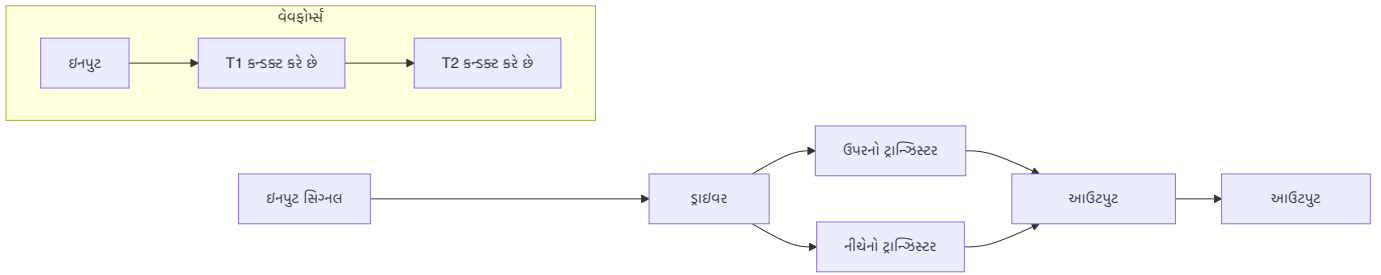 વેવફોર્મ્સ
ઇનપુટ
T1 કન્ડક્ટ કરે છે
T2 કન્ડક્ટ કરે છે
ઉપરનો ટ્રાન્ઝિસ્ટર
ઇનપુટ સિગ્નલ
ડ્રાઇવર
આઉટપુટ
આઉટપુટ
નીચેનો ટ્રાન્ઝિસ્ટર